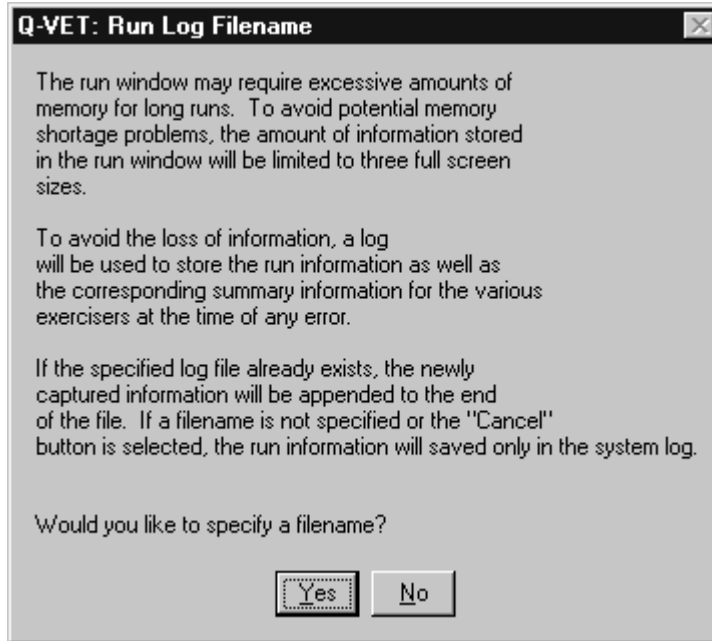 Q-VET: Run Log Filename
The run window may require excessive amounts of
memory for long runs.  To avoid potential memory
shortage problems, the amount of information stored
in the run window will be limited to three full screen
sizes.
To avoid the loss of information, a log
will be used to store the run information as well as
the corresponding summary information for the various
exercisers at the time of any error.
If the specified log file already exists, the newly
captured information will be appended to the end
of the file.  If a filename is not specified or the "Cancel"
button is selected, the run information will saved only in the system log.
Would you like to specify a filename?
Yes
No